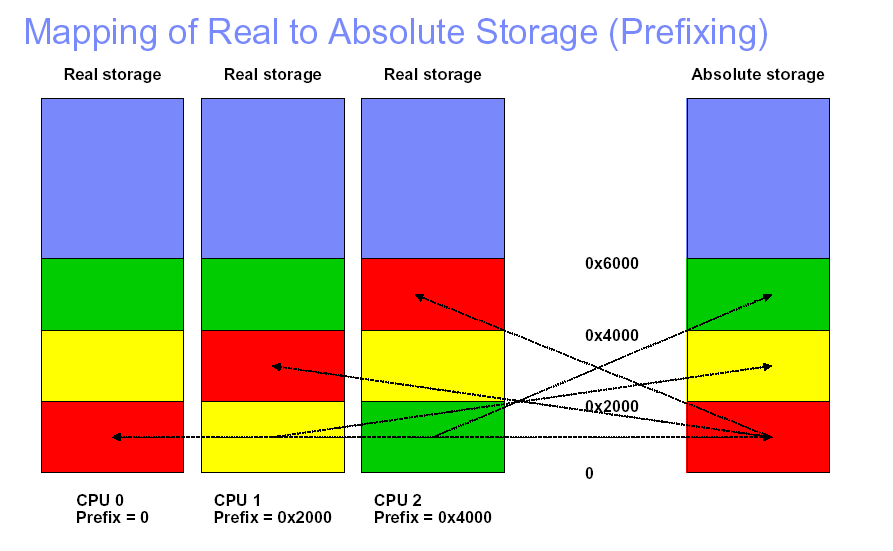 Mapping of Real to Absolute Storage (Prefixing)
Real storage
Real storage
Real storage
Absolute storage
0x6000
0x4000
0x2000
0
CPU 0
Prefix = 0
CPU 1
Prefix = 0x2000
CPU 2
Prefix = 0x4000